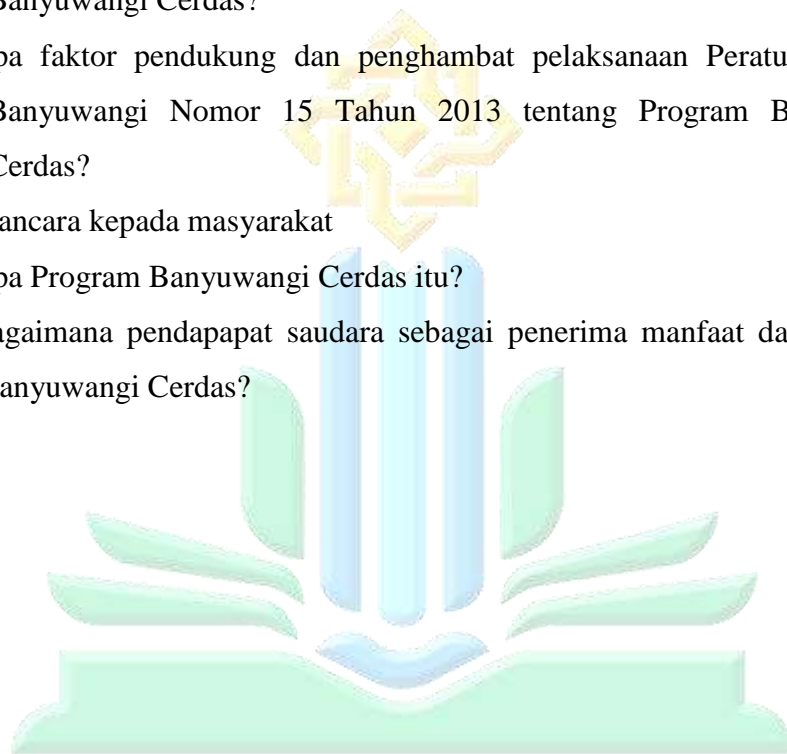 Banyuwangi Cerdas?
pa faktor pendukung dan penghambat pelaksanaan Peratu
Banyuwangi Nomor 15 Tahun 2013 tentang Program B
Cerdas?
ancara kepada masyarakat
pa Program Banyuwangi Cerdas itu?
agaimana pendapapat saudara sebagai penerima manfaat da
anyuwangi Cerdas?